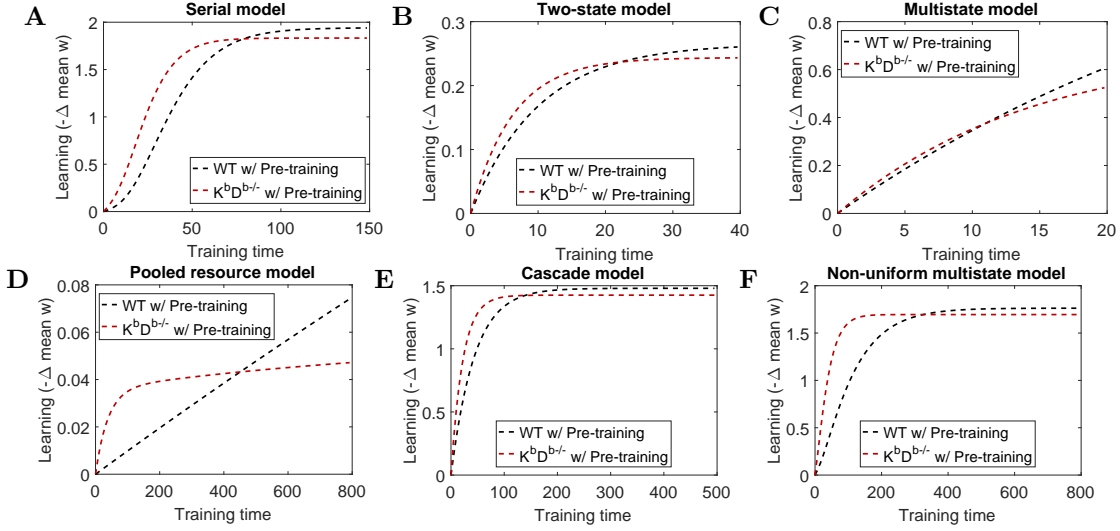 A
Serial model
Learning (-Δ mean w)
2
1.5
1
0.5
0
WT w/ Pre-training
KᵇDᵇ⁻/⁻ w/ Pre-training
0 50 100 150
Training time
B
Two-state model
Learning (-Δ mean w)
0.3
0.2
0.1
0
WT w/ Pre-training
KᵇDᵇ⁻/⁻ w/ Pre-training
0 10 20 30 40
Training time
C
Multistate model
Learning (-Δ mean w)
0.8
0.6
0.4
0.2
0
WT w/ Pre-training
KᵇDᵇ⁻/⁻ w/ Pre-training
0 5 10 15 20
Training time
D
Pooled resource model
Learning (-Δ mean w)
0.08
0.06
0.04
0.02
0
WT w/ Pre-training
KᵇDᵇ⁻/⁻ w/ Pre-training
0 200 400 600 800
Training time
E
Cascade model
Learning (-Δ mean w)
1.5
1
0.5
0
WT w/ Pre-training
KᵇDᵇ⁻/⁻ w/ Pre-training
0 100 200 300 400 500
Training time
F
Non-uniform multistate model
Learning (-Δ mean w)
2
1.5
1
0.5
0
WT w/ Pre-training
KᵇDᵇ⁻/⁻ w/ Pre-training
0 200 400 600 800
Training time